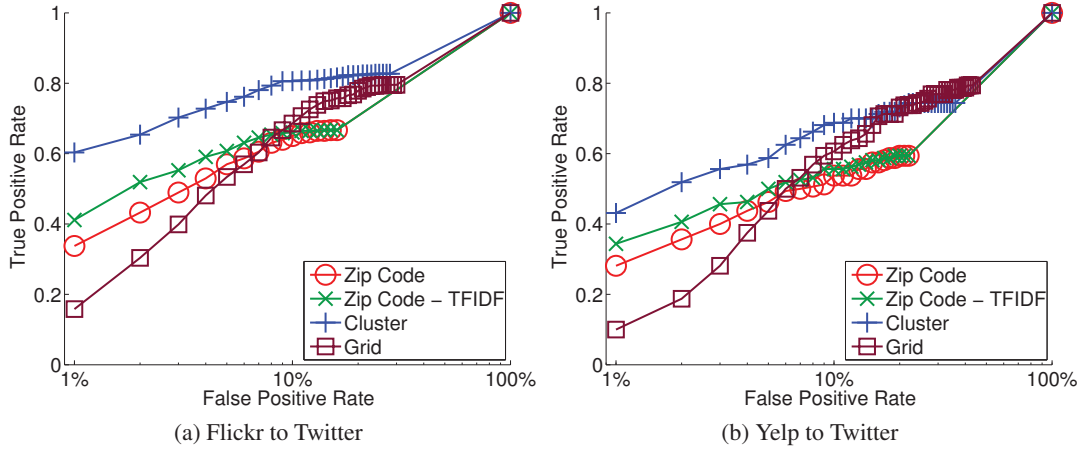 1
0.8
0.6
0.4
0.2
0
True Positive Rate
1%
10%
100%
False Positive Rate
Zip Code
Zip Code – TFIDF
Cluster
Grid
(a) Flickr to Twitter
1
0.8
0.6
0.4
0.2
0
True Positive Rate
1%
10%
100%
False Positive Rate
Zip Code
Zip Code – TFIDF
Cluster
Grid
(b) Yelp to Twitter